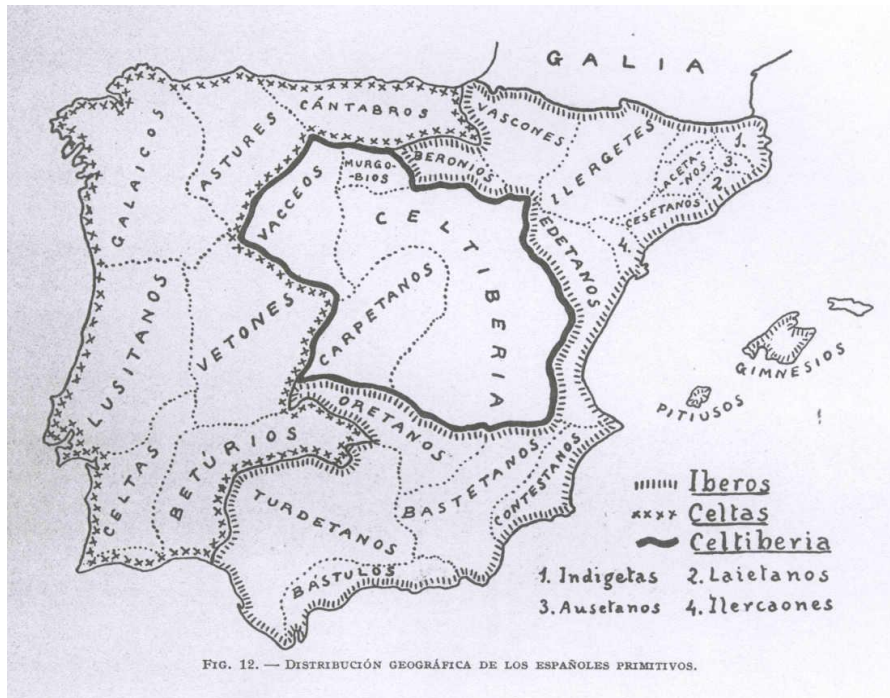 GALIA
CÁNTABROS
VASCONES
GALAICOS
ASTURES
ILERGETES
1.
LACETA-
NOS
3.
2.
BERONIOS
MURGO-
BIOS
VACCEOS
CESETANOS
CELTIBERIA
EDETANOS
4.
CARPETANOS
VETONES
LUSITANOS
GIMNESIOS
PITIUSOS
ORETANOS
BETÚRIOS
CELTAS
BASTETANOS
CONTESTANOS
TURDETANOS
BÁSTULOS
Iberos
Celtas
Celtiberia
1. Indigetas 2. Laietanos
3. Ausetanos 4. Ilercaones
FIG. 12. — DISTRIBUCIÓN GEOGRÁFICA DE LOS ESPAÑOLES PRIMITIVOS.